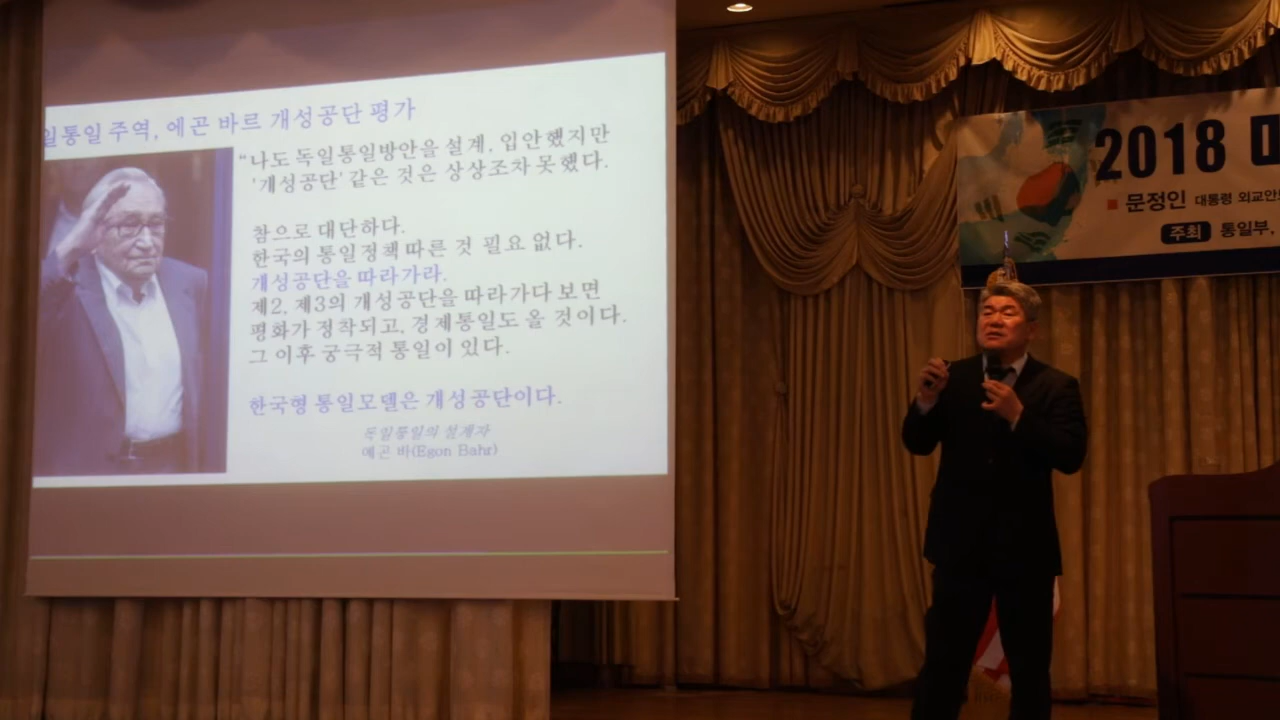 일통일 주역, 에곤 바르 개성공단 평가
“나도 독일통일방안을 설계, 입안했지만
'개성공단' 같은 것은 상상조차 못했다.
참으로 대단하다.
한국의 통일정책 따른 것 필요 없다.
개성공단을 따라가라.
제2, 제3의 개성공단을 따라가다 보면
평화가 정착되고, 경제통일도 올 것이다.
그 이후 궁극적 통일이 있다.
한국형 통일모델은 개성공단이다.
독일통일의 설계자
에곤 바(Egon Bahr)
2018
■ 문정인 대통령 외교안보
주최 통일부,